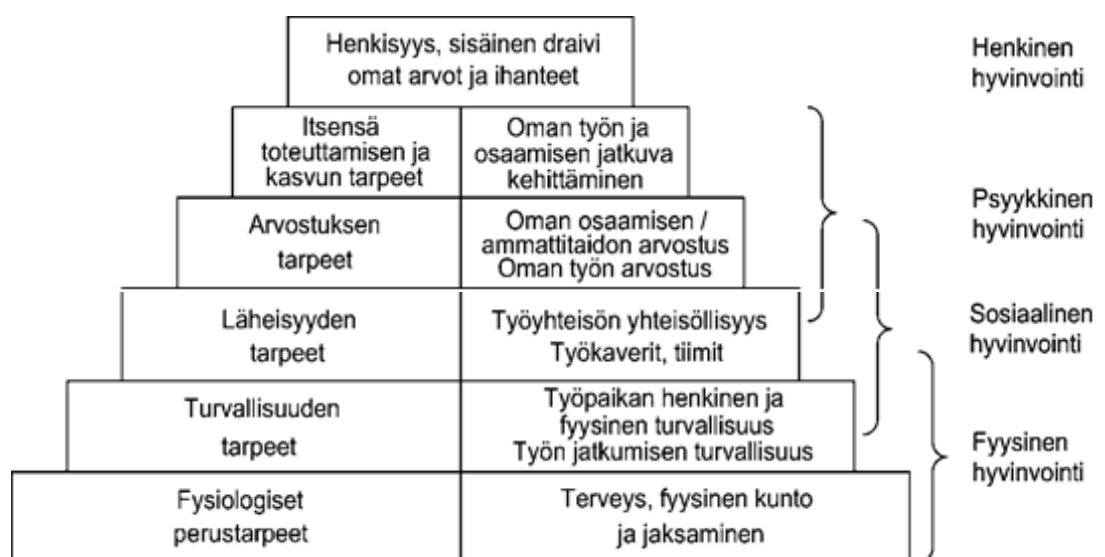 Henkisyys, sisäinen draivi
omat arvot ja ihanteet
Henkinen
hyvinvointi
Itsensä
toteuttamisen ja
kasvun tarpeet
Oman työn ja
osaamisen jatkuva
kehittäminen
Psyykkinen
hyvinvointi
Arvostuksen
tarpeet
Oman osaamisen /
ammattitaidon arvostus
Oman työn arvostus
Läheisyyden
tarpeet
Työyhteisön yhteisöllisyys
Työkaverit, tiimit
Sosiaalinen
hyvinvointi
Turvallisuuden
tarpeet
Työpaikan henkinen ja
fyysinen turvallisuus
Työn jatkumisen turvallisuus
Fyysinen
hyvinvointi
Fysiologiset
perustarpeet
Terveys, fyysinen kunto
ja jaksaminen